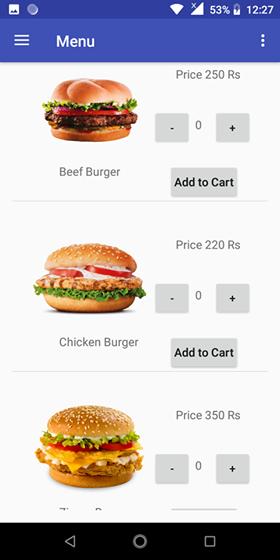 53% 12:27
Menu
Price 250 Rs
- 0 +
Beef Burger
Add to Cart
Price 220 Rs
- 0 +
Chicken Burger
Add to Cart
Price 350 Rs
- 0 +